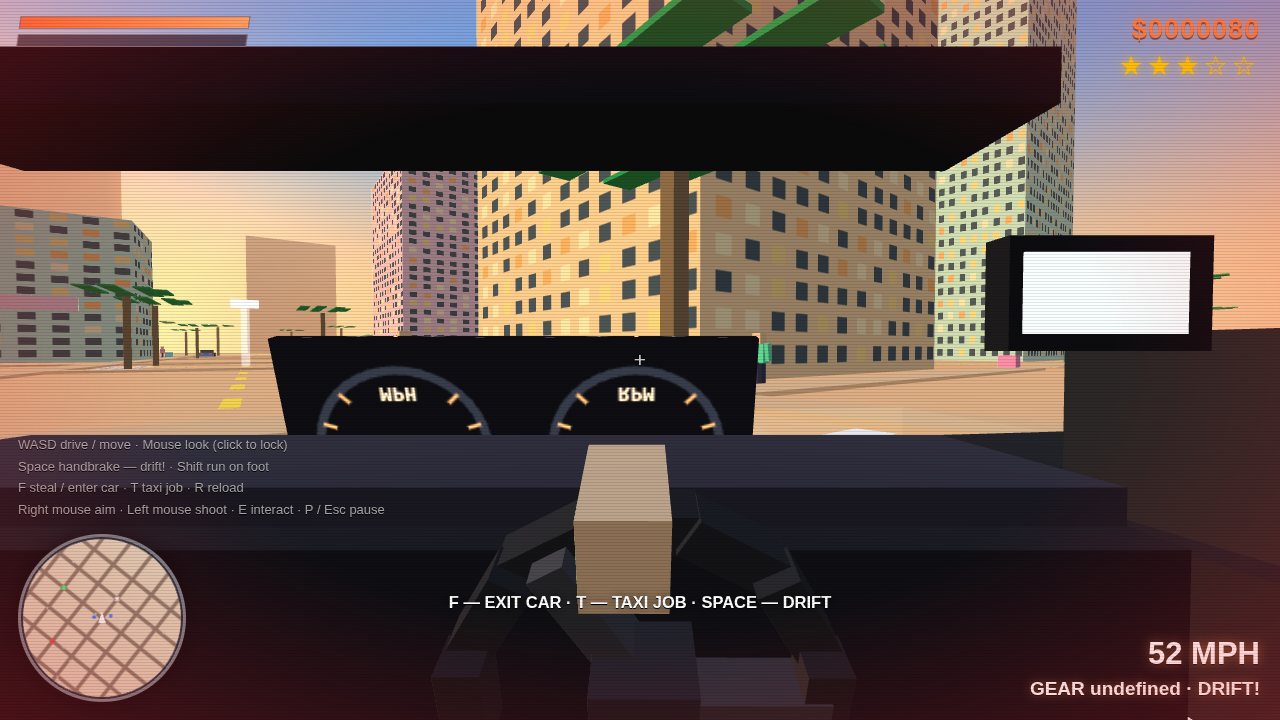 $0000080
★★★☆☆
MPH
RPM
WASD drive / move · Mouse look (click to lock)
Space handbrake — drift! · Shift run on foot
F steal / enter car · T taxi job · R reload
Right mouse aim · Left mouse shoot · E interact · P / Esc pause
F — EXIT CAR · T — TAXI JOB · SPACE — DRIFT
52 MPH
GEAR undefined · DRIFT!